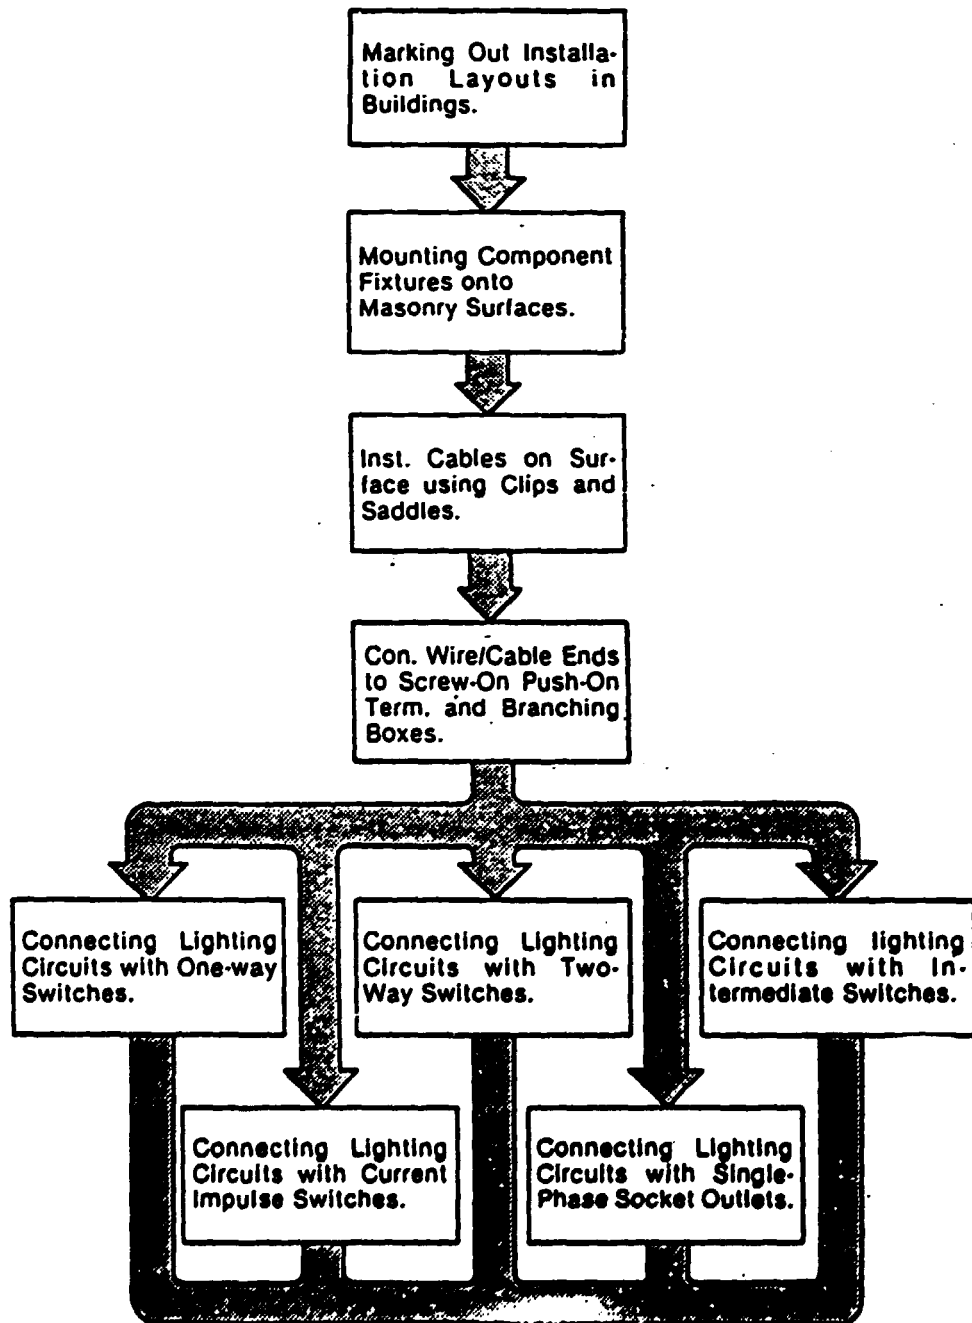 Marking Out Installa-
tion Layouts in
Buildings.
Mounting Component
Fixtures onto
Masonry Surfaces.
Inst. Cables on Sur-
face using Clips and
Saddles.
Con. Wire/Cable Ends
to Screw-On Push-On
Term. and Branching
Boxes.
Connecting Lighting
Circuits with One-way
Switches.
Connecting Lighting
Circuits with Two-
Way Switches.
Connecting lighting
Circuits with In-
termediate Switches.
Connecting Lighting
Circuits with Current
Impulse Switches.
Connecting Lighting
Circuits with Single-
Phase Socket Outlets.